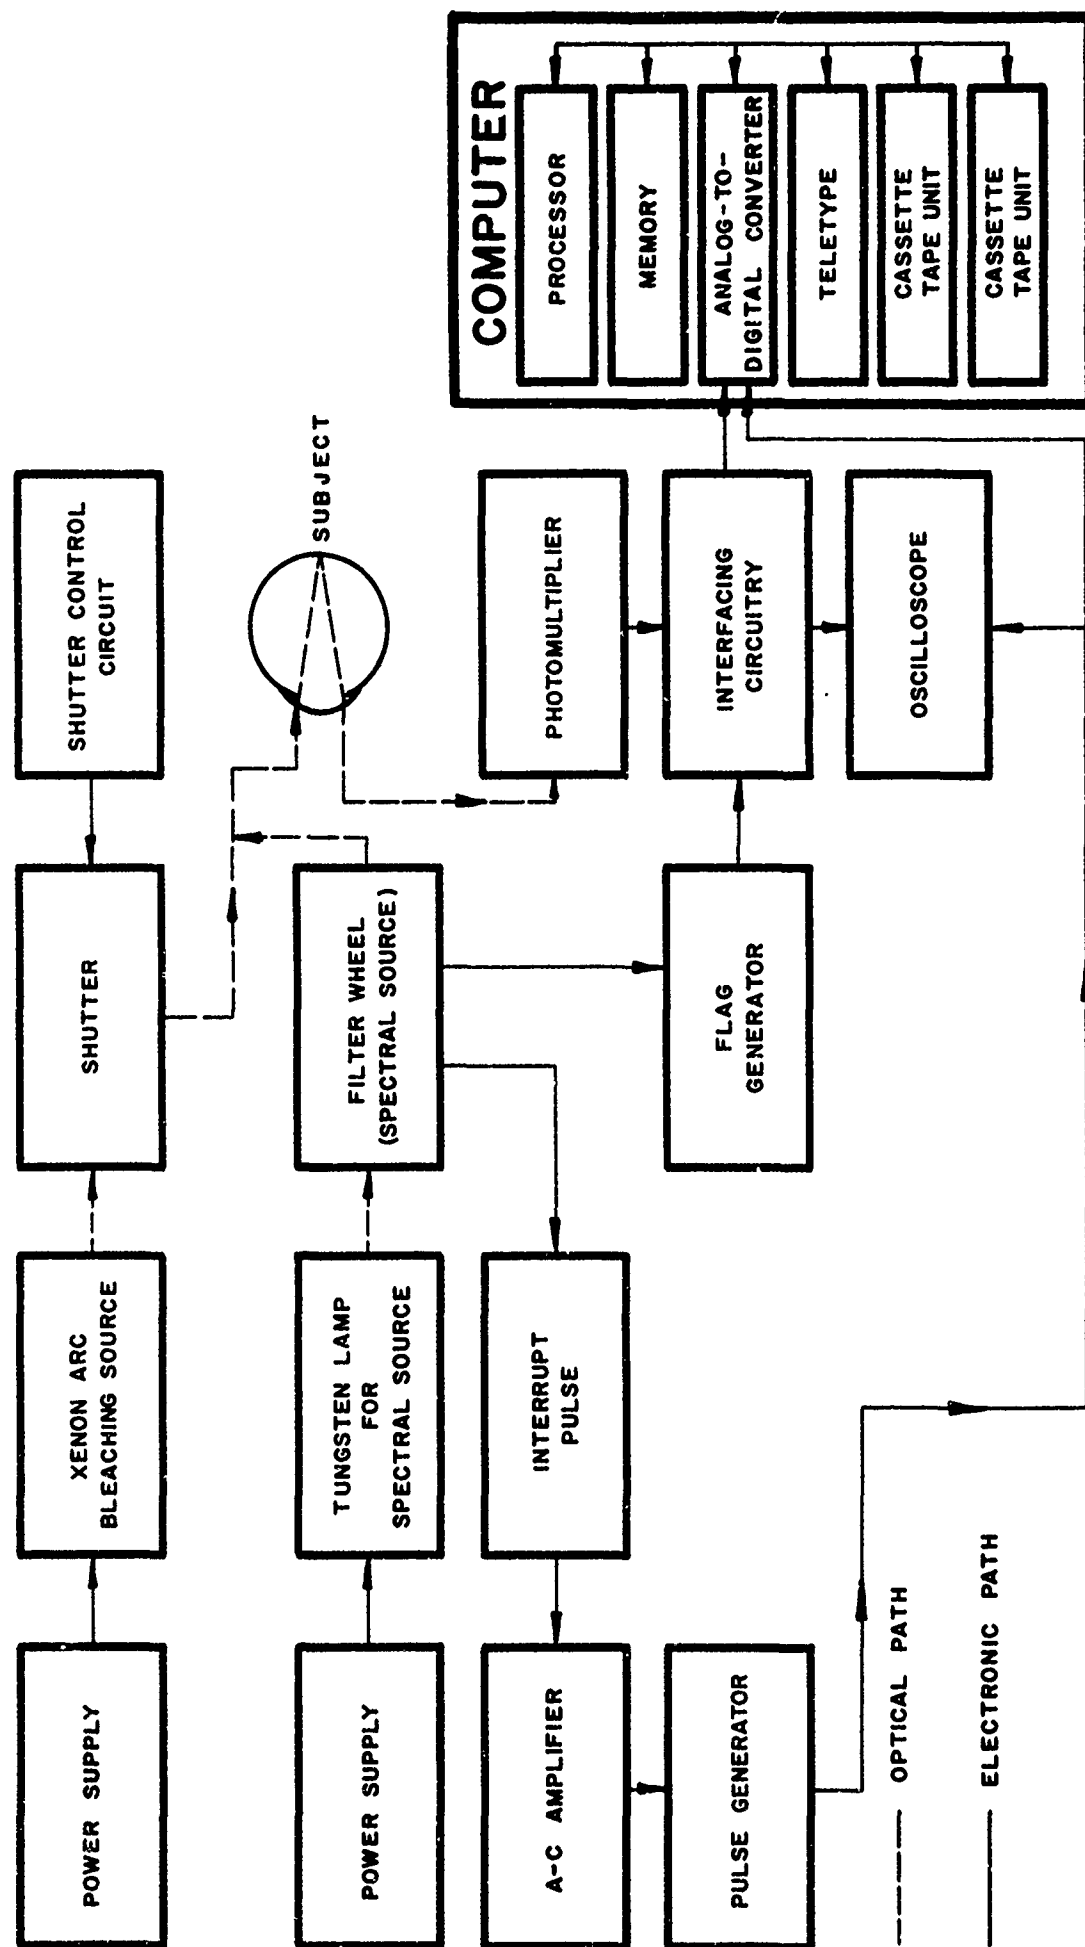 POWER SUPPLY
XENON ARC
BLEACHING SOURCE
SHUTTER
SHUTTER CONTROL
CIRCUIT
POWER SUPPLY
TUNGSTEN LAMP
FOR
SPECTRAL SOURCE
FILTER WHEEL
(SPECTRAL SOURCE)
SUBJECT
A-C AMPLIFIER
INTERRUPT
PULSE
PHOTOMULTIPLIER
PULSE GENERATOR
FLAG
GENERATOR
INTERFACING
CIRCUITRY
OSCILLOSCOPE
COMPUTER
PROCESSOR
MEMORY
ANALOG-TO-
DIGITAL CONVERTER
TELETYPE
CASSETTE
TAPE UNIT
CASSETTE
TAPE UNIT
OPTICAL PATH
ELECTRONIC PATH